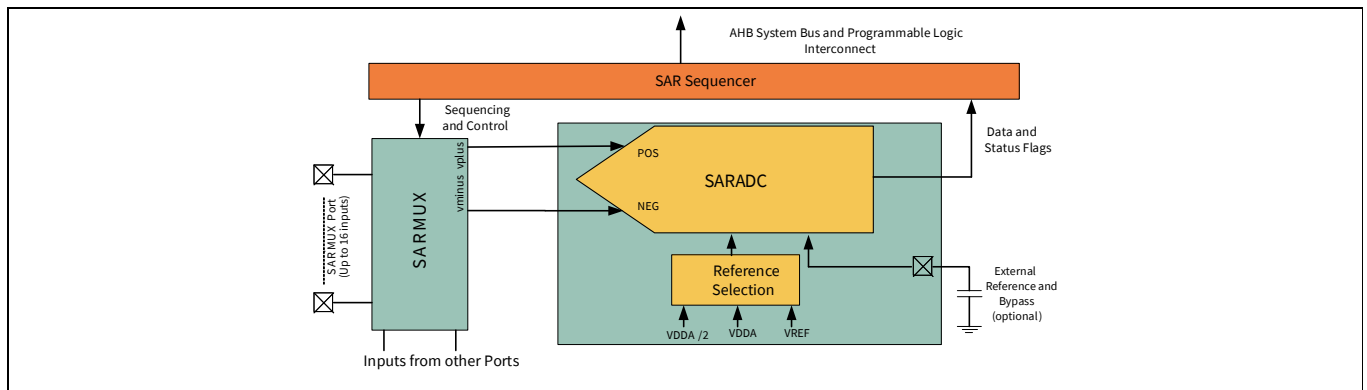 AHB System Bus and Programmable Logic
Interconnect
SAR Sequencer
Sequencing
and Control
Data and
Status Flags
vplus
vminus
POS
NEG
SARADC
SARMUX
SARMUX Port
(Up to 16 inputs)
Reference
Selection
VDDA /2
VDDA
VREF
External
Reference and
Bypass
(optional)
Inputs from other Ports